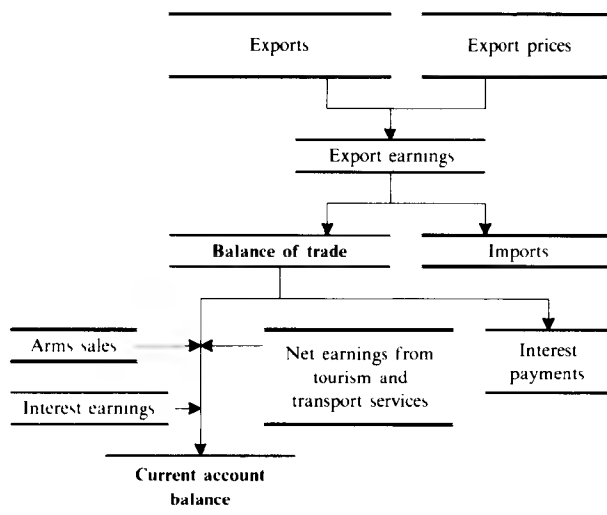 Exports
Export prices
Export earnings
Balance of trade
Imports
Arms sales
Net earnings from
tourism and
transport services
Interest
payments
Interest earnings
Current account
balance